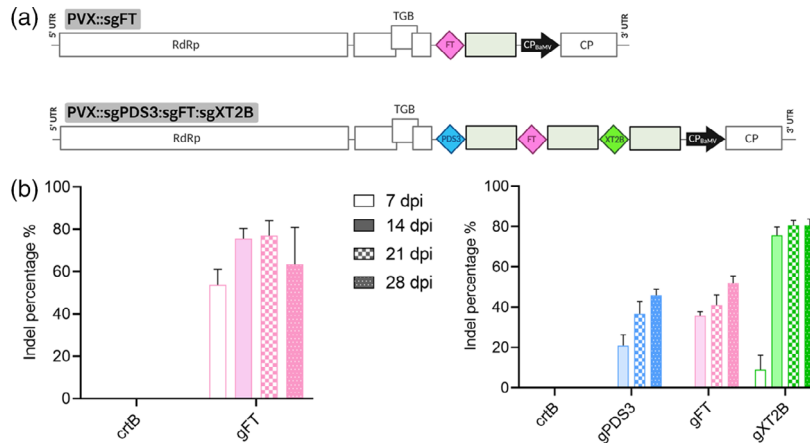 (a)
PVX::sgFT
5' UTR
RdRp
TGB
FT
CPBaMV
CP
3' UTR
PVX::sgPDS3:sgFT:sgXT2B
5' UTR
RdRp
TGB
PDS3
FT
XT2B
CPBaMV
CP
3' UTR
(b)
Indel percentage %
100
80
60
40
20
0
crtB
gFT
7 dpi
14 dpi
21 dpi
28 dpi
Indel percentage %
100
80
60
40
20
0
crtB
gPDS3
gFT
gXT2B